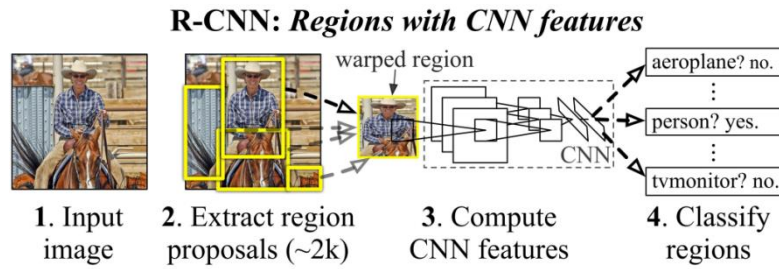 R-CNN: Regions with CNN features
warped region
aeroplane? no.
person? yes.
CNN
tvmonitor? no.
1. Input image
2. Extract region proposals (~2k)
3. Compute CNN features
4. Classify regions